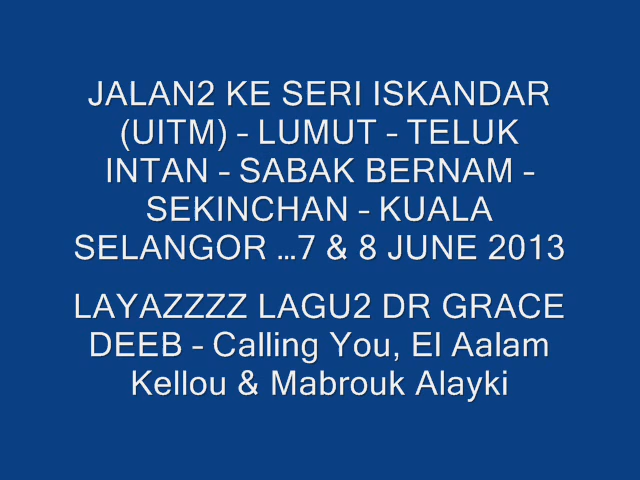 JALAN2 KE SERI ISKANDAR
(UITM) – LUMUT – TELUK
INTAN – SABAK BERNAM –
SEKINCHAN – KUALA
SELANGOR ...7 & 8 JUNE 2013
LAYAZZZZ LAGU2 DR GRACE
DEEB – Calling You, El Aalam
Kellou & Mabrouk Alayki